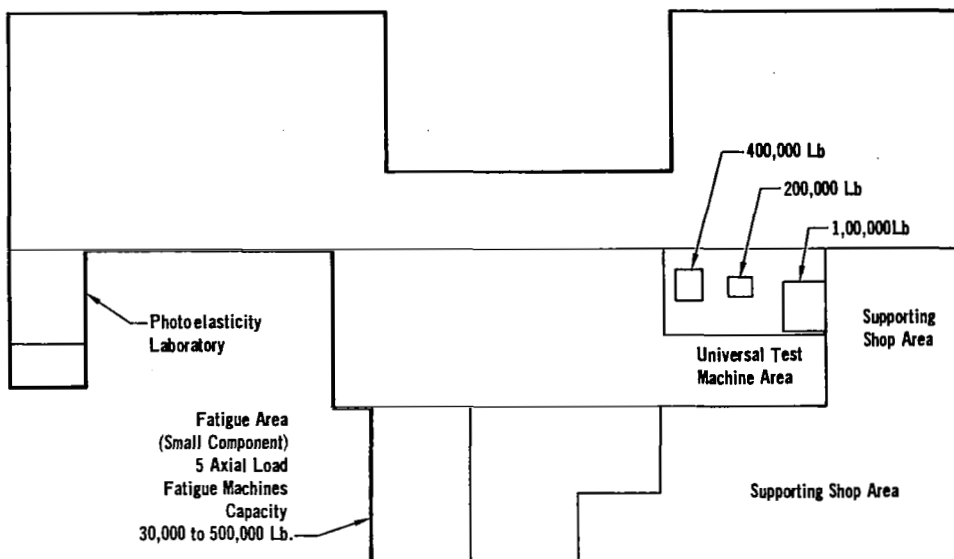 400,000 Lb
200,000 Lb
1,00,000Lb
Photoelasticity
Laboratory
Supporting
Shop Area
Universal Test
Machine Area
Fatigue Area
(Small Component)
5 Axial Load
Fatigue Machines
Capacity
30,000 to 500,000 Lb.
Supporting Shop Area